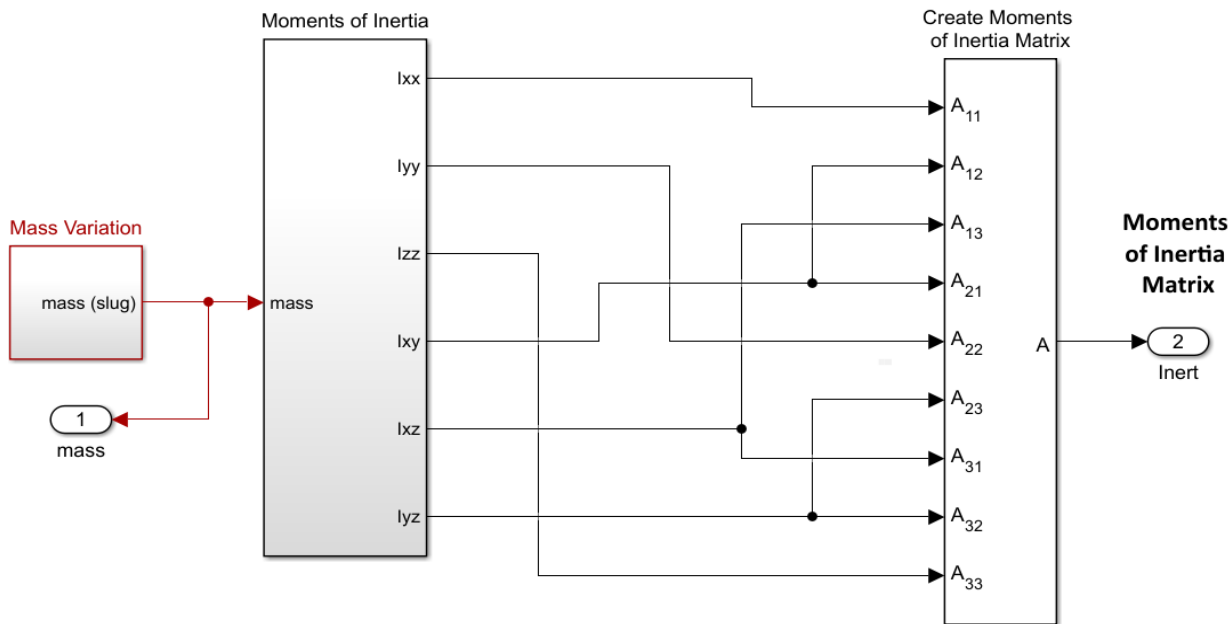 Moments of Inertia
Create Moments
of Inertia Matrix
Mass Variation
mass (slug)
1
mass
mass
Ixx
Iyy
Izz
Ixy
Ixz
Iyz
A11
A12
A13
A21
A22
A23
A31
A32
A33
A
Moments
of Inertia
Matrix
2
Inert